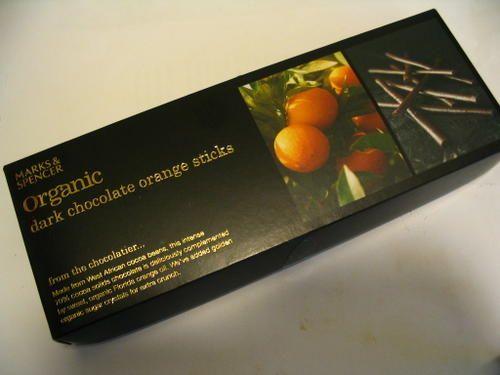 MARKS&
SPENCER
organic
dark chocolate orange sticks
from the chocolatier...
Made from West African cocoa beans, this intense
70% cocoa solids chocolate is deliciously complemented
by sweet, organic Florida orange oil. We've added golden
organic sugar crystals for extra crunch.